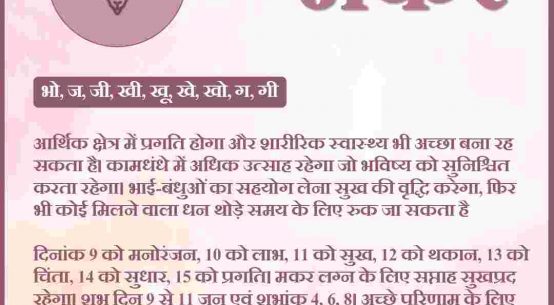 मकर
भो, ज, जी, खी, खू, खे, खो, ग, गी
आर्थिक क्षेत्र में प्रगति होगा और शारीरिक स्वास्थ्य भी अच्छा बना रह
सकता है। कामधंधे में अधिक उत्साह रहेगा जो भविष्य को सुनिश्चित
करता रहेगा। भाई-बंधुओं का सहयोग लेना सुख की वृद्धि करेगा, फिर
भी कोई मिलने वाला धन थोड़े समय के लिए रुक जा सकता है
दिनांक 9 को मनोरंजन, 10 को लाभ, 11 को सुख, 12 को थकान, 13 को
चिंता, 14 को सुधार, 15 को प्रगति। मकर लग्न के लिए सप्ताह सुखप्रद
रहेगा। शुभ दिन 9 से 11 जून एवं शुभांक 4, 6, 8। अच्छे परिणाम के लिए